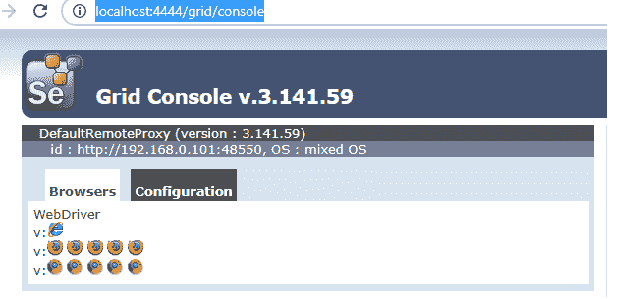 localhost:4444/grid/console
Se
Grid Console v.3.141.59
DefaultRemoteProxy (version : 3.141.59)
id : http://192.168.0.101:48550, OS : mixed OS
Browsers Configuration
WebDriver
v:
v:
v: